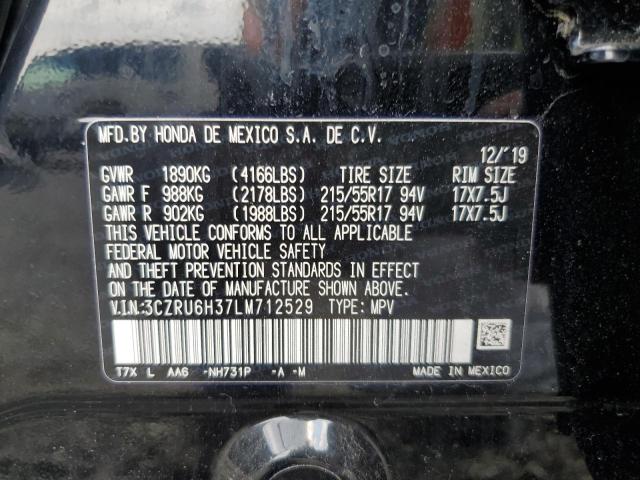 MFD.BY HONDA DE MEXICO S.A. DE C.V.
12/'19
GVWR 1890KG (4166LBS) TIRE SIZE RIM SIZE
GAWR F 988KG (2178LBS) 215/55R17 94V 17X7.5J
GAWR R 902KG (1988LBS) 215/55R17 94V 17X7.5J
THIS VEHICLE CONFORMS TO ALL APPLICABLE
FEDERAL MOTOR VEHICLE SAFETY
AND THEFT PREVENTION STANDARDS IN EFFECT
ON THE DATE OF MANUFACTURE SHOWN ABOVE.
V.I.N.:3CZRU6H37LM712529 TYPE: MPV
T7X L AA6 -NH731P -A -M MADE IN MEXICO